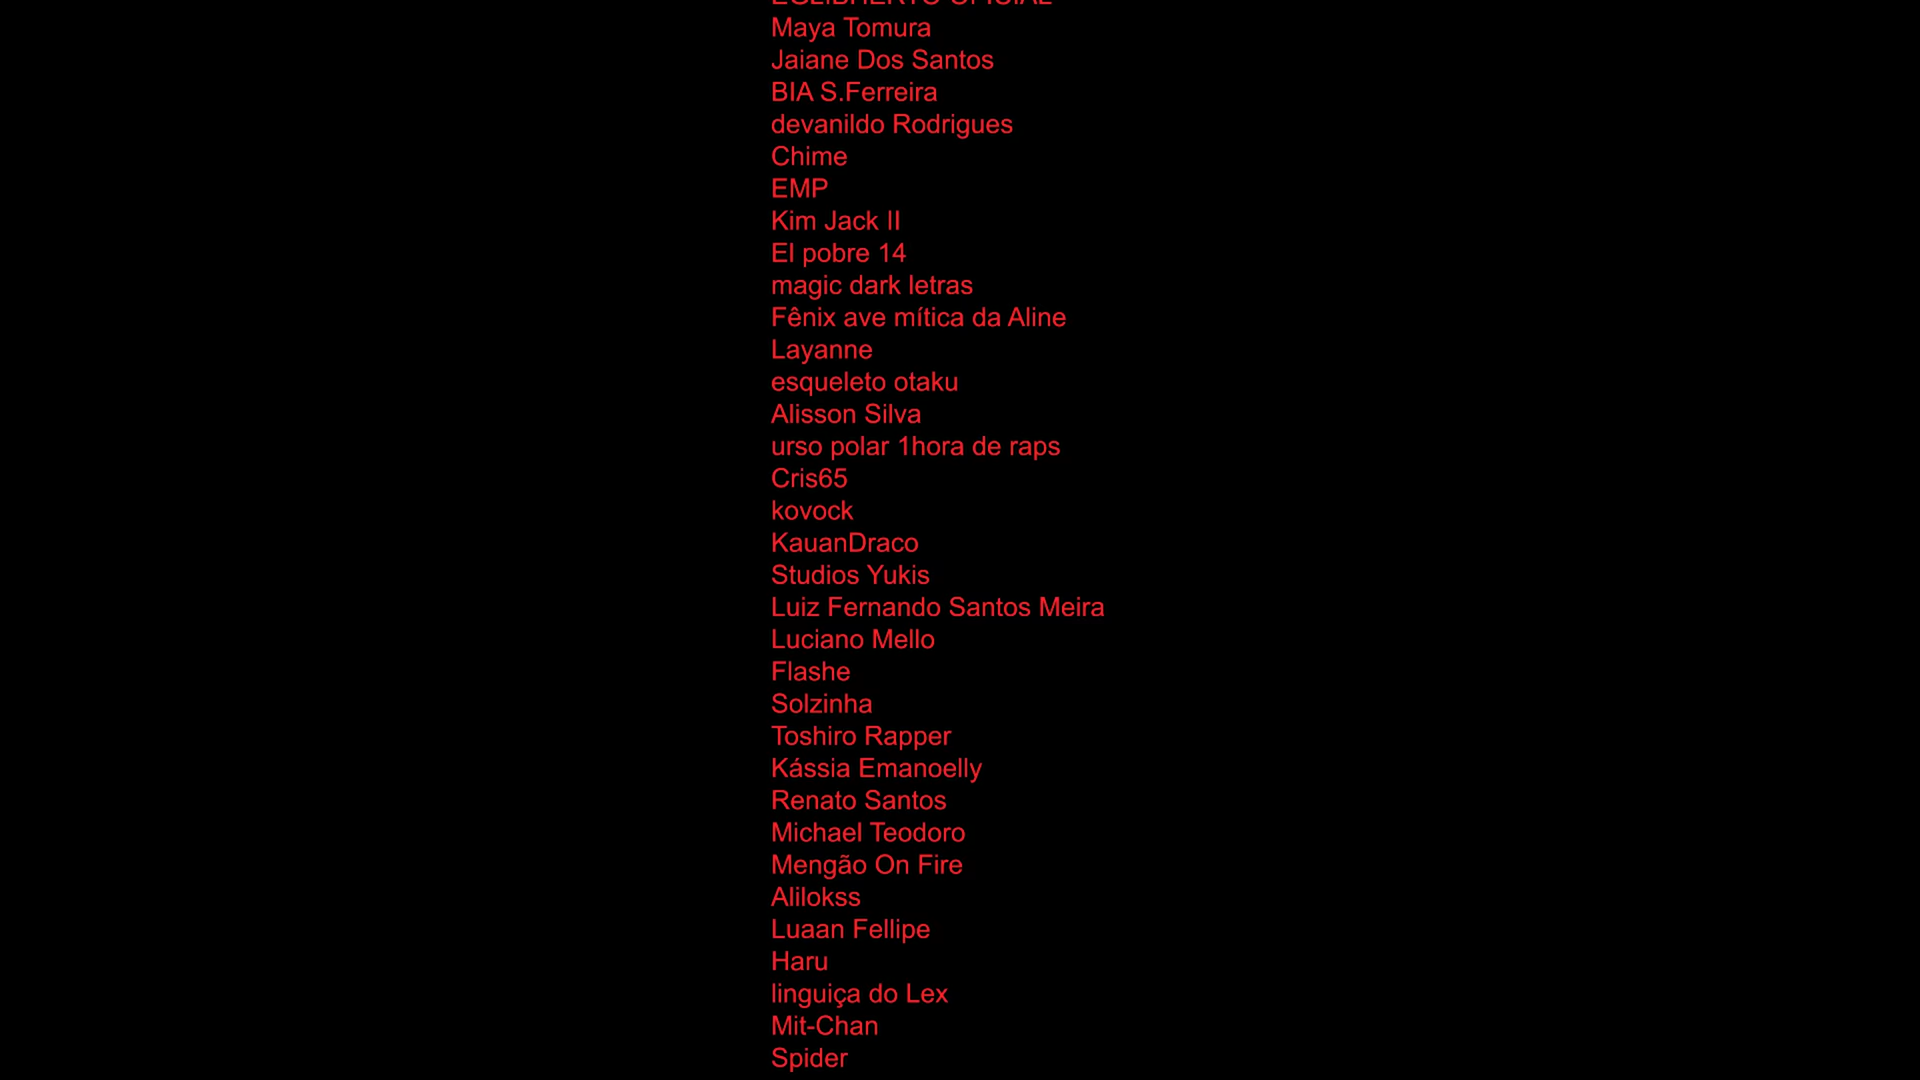 Maya Tomura
Jaiane Dos Santos
BIA S.Ferreira
devanildo Rodrigues
Chime
EMP
Kim Jack II
El pobre 14
magic dark letras
Fênix ave mítica da Aline
Layanne
esqueleto otaku
Alisson Silva
urso polar 1hora de raps
Cris65
kovock
KauanDraco
Studios Yukis
Luiz Fernando Santos Meira
Luciano Mello
Flashe
Solzinha
Toshiro Rapper
Kássia Emanoelly
Renato Santos
Michael Teodoro
Mengão On Fire
Alilokss
Luaan Fellipe
Haru
linguiça do Lex
Mit-Chan
Spider